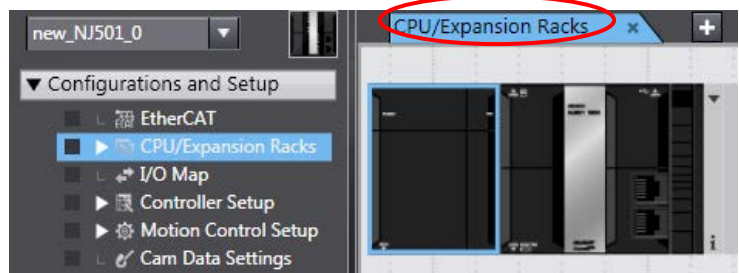 new_NJ501_0
CPU/Expansion Racks
Configurations and Setup
EtherCAT
CPU/Expansion Racks
I/O Map
Controller Setup
Motion Control Setup
Cam Data Settings